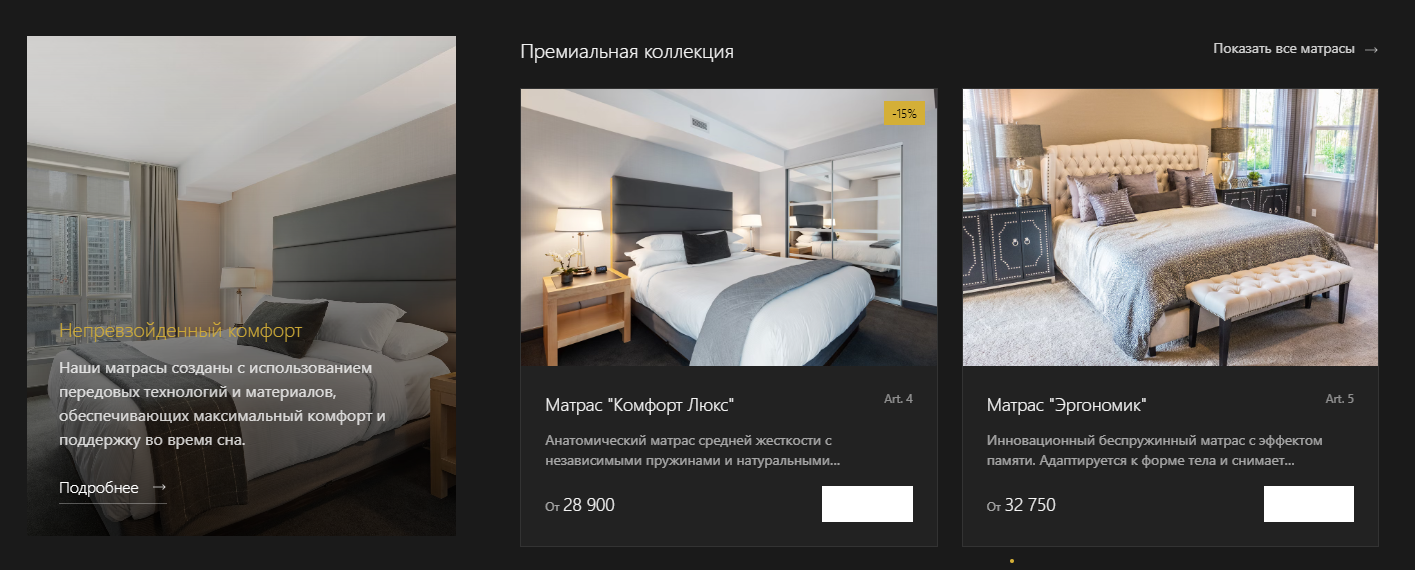 Непревзойденный комфорт
Наши матрасы созданы с использованием
передовых технологий и материалов,
обеспечивающих максимальный комфорт и
поддержку во время сна.
Подробнее →
Премиальная коллекция
Показать все матрасы →
-15%
Матрас "Комфорт Люкс"
Art. 4
Анатомический матрас средней жесткости с
независимыми пружинами и натуральными...
От 28 900
Матрас "Эргономик"
Art. 5
Инновационный беспружинный матрас с эффектом
памяти. Адаптируется к форме тела и снимает...
От 32 750